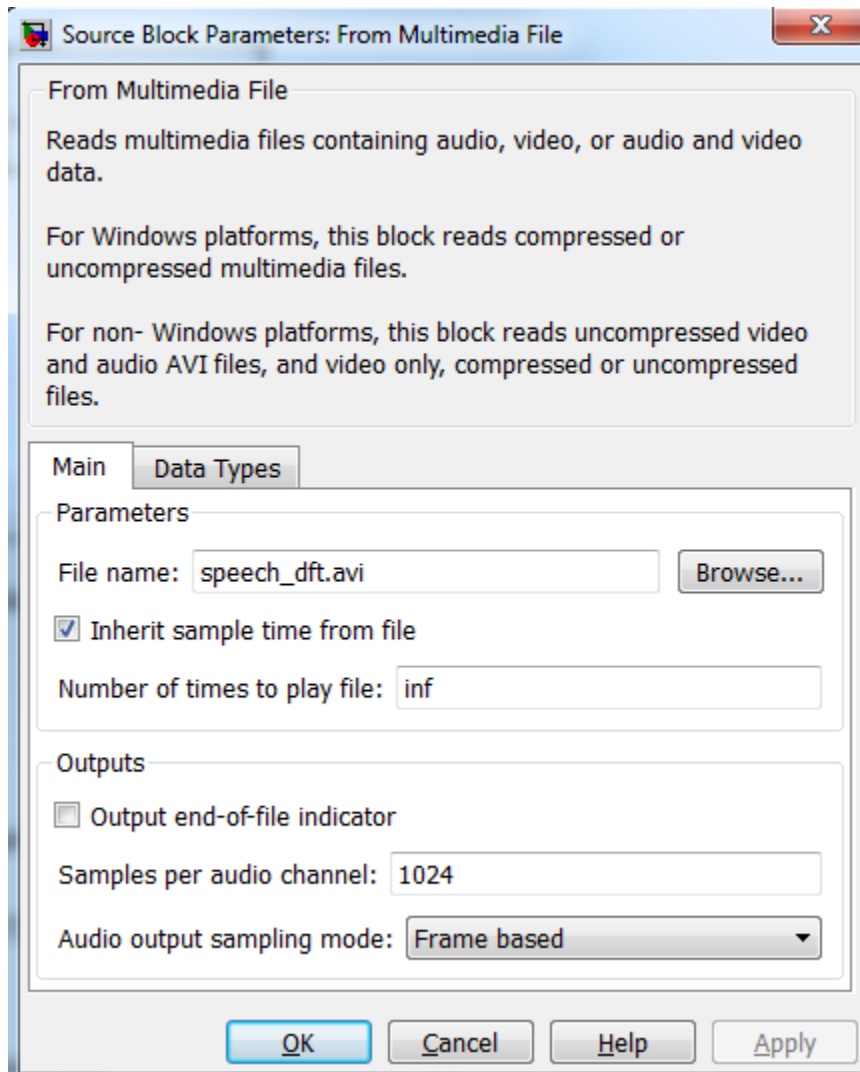 Source Block Parameters: From Multimedia File
From Multimedia File
Reads multimedia files containing audio, video, or audio and video
data.
For Windows platforms, this block reads compressed or
uncompressed multimedia files.
For non- Windows platforms, this block reads uncompressed video
and audio AVI files, and video only, compressed or uncompressed
files.
Main Data Types
Parameters
File name: speech_dft.avi Browse...
Inherit sample time from file
Number of times to play file: inf
Outputs
Output end-of-file indicator
Samples per audio channel: 1024
Audio output sampling mode: Frame based
OK Cancel Help Apply